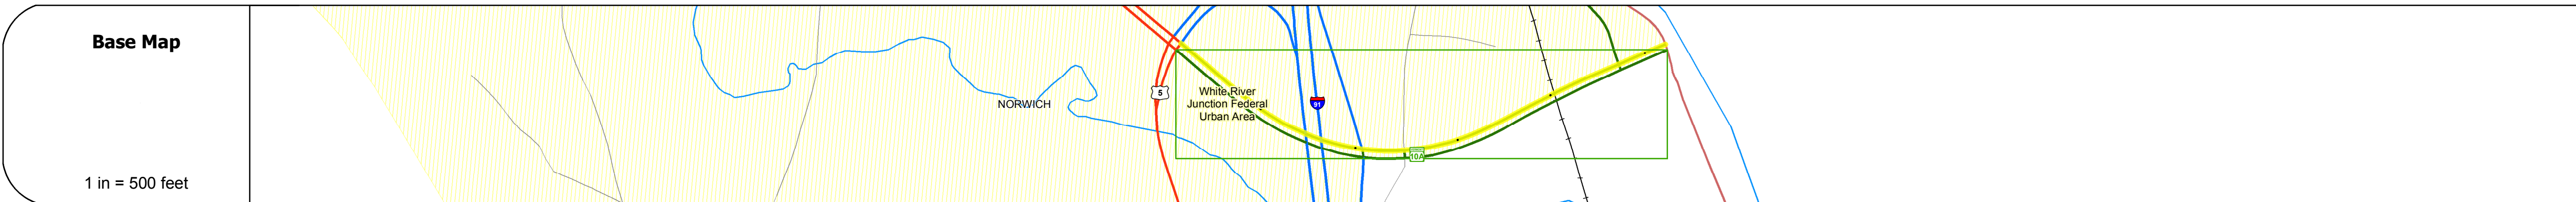 Base Map
1 in = 500 feet
NORWICH
5
White River
Junction Federal
Urban Area
91
10A